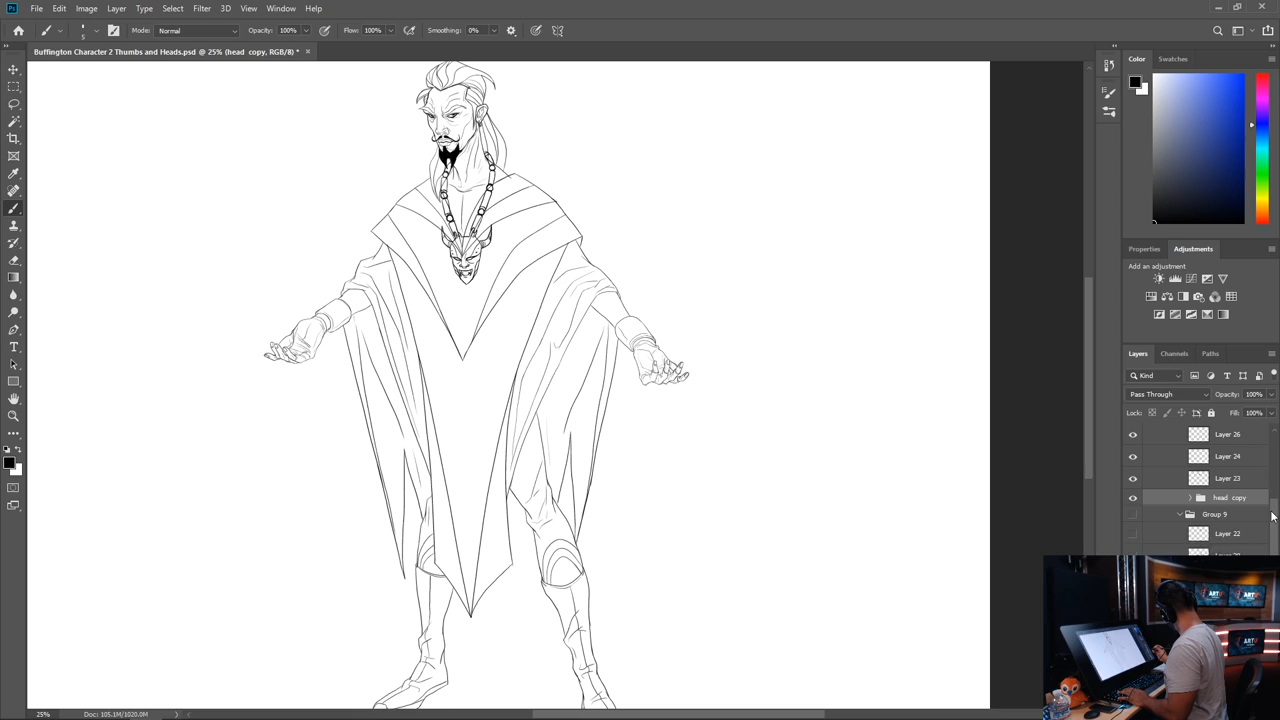 Ps File Edit Image Layer Type Select Filter 3D View Window Help
5 Mode: Normal Opacity: 100% Flow: 100% Smoothing: 0%
Buffington Character 2 Thumbs and Heads.psd @ 25% (head copy, RGB/8) * ×
Color Swatches
Properties Adjustments
Add an adjustment
Layers Channels Paths
Kind
Pass Through Opacity: 100%
Lock: Fill: 100%
Layer 26
Layer 24
Layer 23
head copy
Group 9
Layer 22
25% Doc: 105.1M/1020.0M